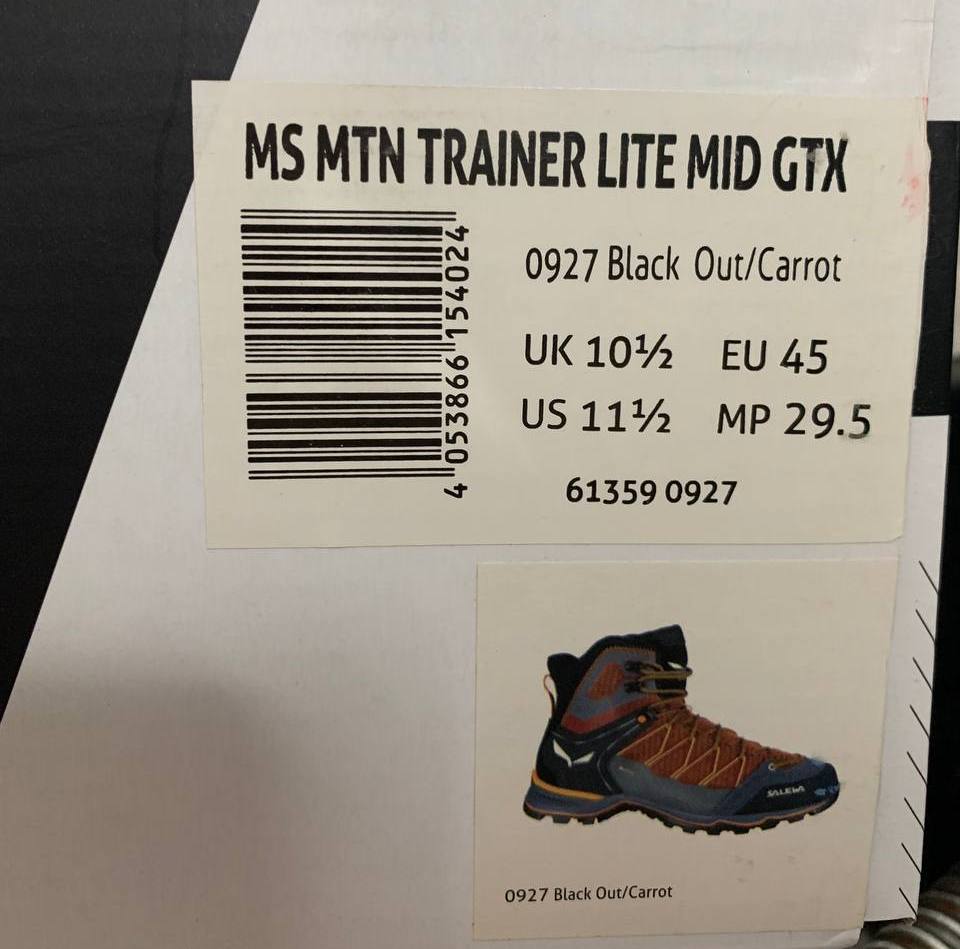 MS MTN TRAINER LITE MID GTX
4 053866 154024
0927 Black Out/Carrot
UK 10½ EU 45
US 11½ MP 29.5
61359 0927
SALEWA
0927 Black Out/Carrot